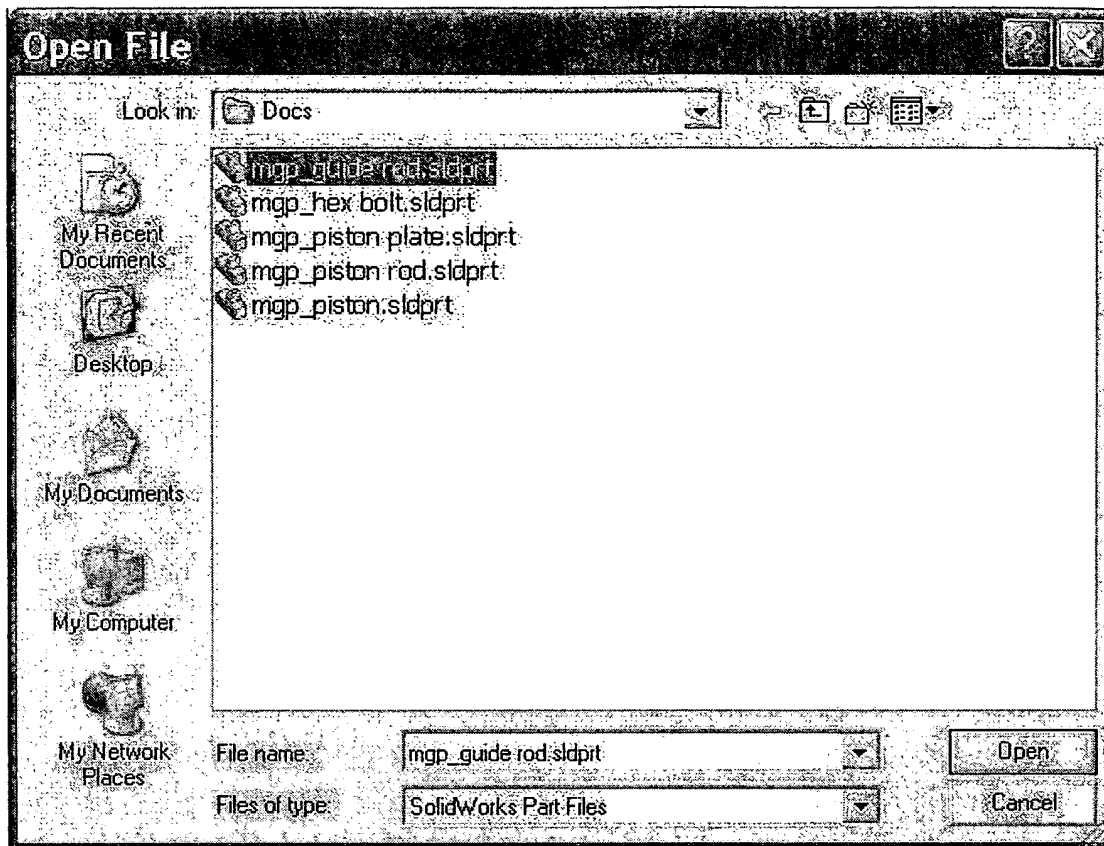 Open File
Look in:
Docs
My Recent
Documents
Desktop
My Documents
My Computer
My Network
Places
mgp_guide rod.sldprt
mgp_hex bolt.sldprt
mgp_piston plate.sldprt
mgp_piston rod.sldprt
mgp_piston.sldprt
File name:
mgp_guide rod.sldprt
Open
Files of type:
SolidWorks Part Files
Cancel